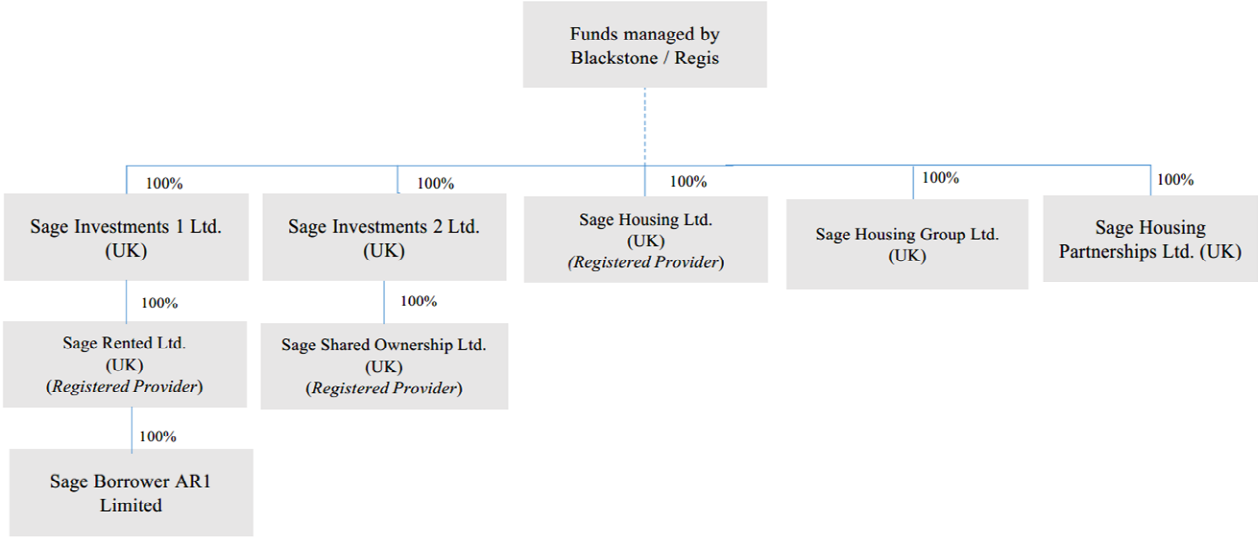 Funds managed by
Blackstone / Regis
100%
100%
100%
100%
100%
Sage Investments 1 Ltd.
(UK)
Sage Investments 2 Ltd.
(UK)
Sage Housing Ltd.
(UK)
(Registered Provider)
Sage Housing Group Ltd.
(UK)
Sage Housing
Partnerships Ltd. (UK)
100%
100%
Sage Rented Ltd.
(UK)
(Registered Provider)
Sage Shared Ownership Ltd.
(UK)
(Registered Provider)
100%
Sage Borrower AR1
Limited